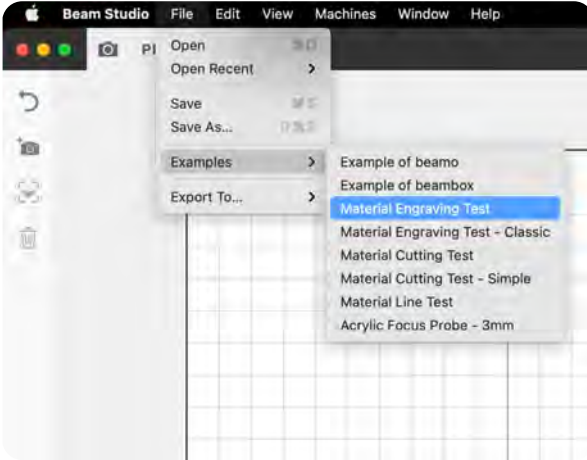 Beam Studio File Edit View Machines Window Help
Open
Open Recent
Save
Save As...
Examples
Export To...
Example of beamo
Example of beambox
Material Engraving Test
Material Engraving Test - Classic
Material Cutting Test
Material Cutting Test - Simple
Material Line Test
Acrylic Focus Probe - 3mm